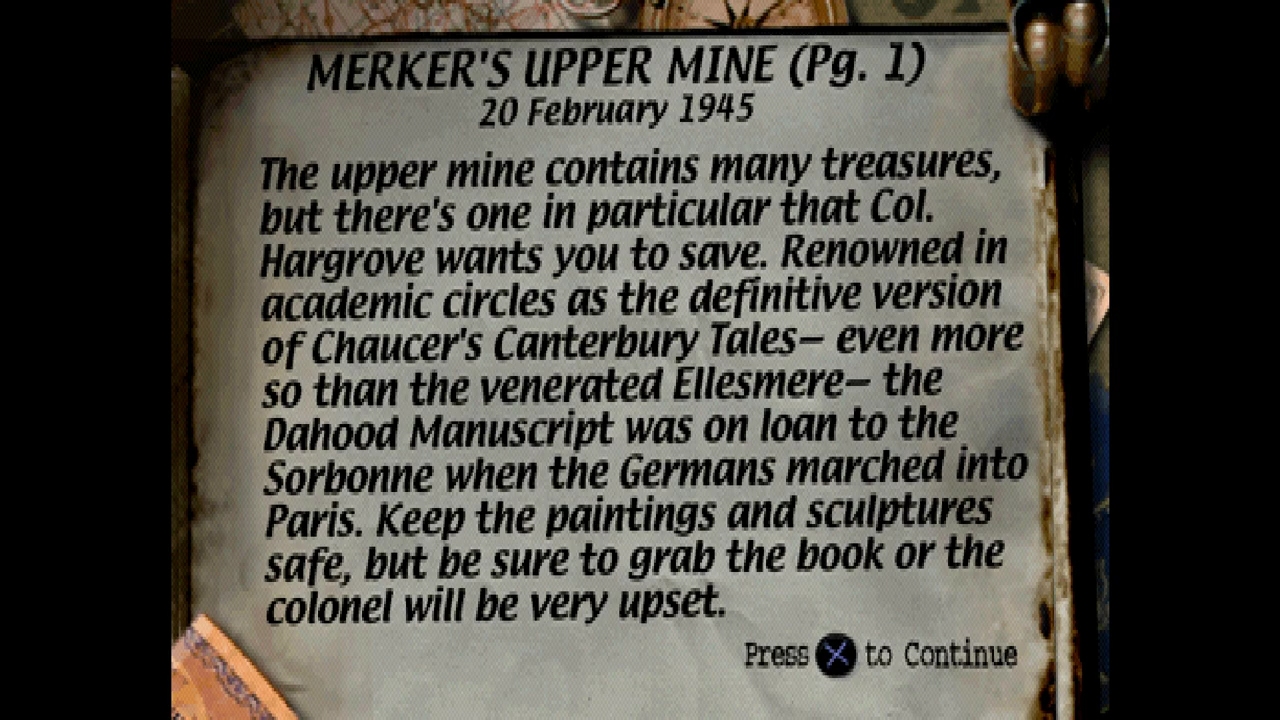 MERKER'S UPPER MINE (Pg. 1)
20 February 1945
The upper mine contains many treasures,
but there's one in particular that Col.
Hargrove wants you to save. Renowned in
academic circles as the definitive version
of Chaucer's Canterbury Tales— even more
so than the venerated Ellesmere— the
Dahood Manuscript was on loan to the
Sorbonne when the Germans marched into
Paris. Keep the paintings and sculptures
safe, but be sure to grab the book or the
colonel will be very upset.
Press X to Continue